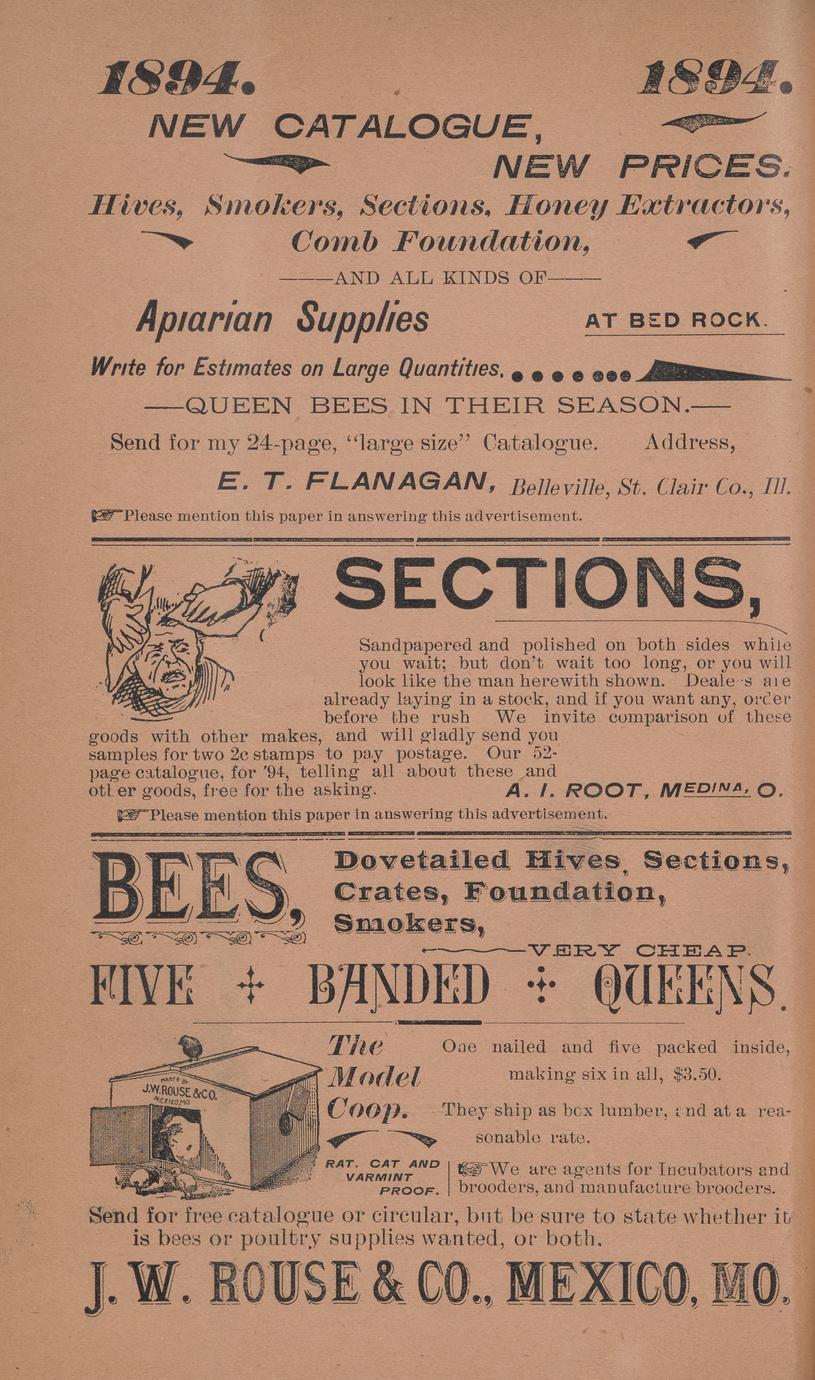 1894. 1894.
NEW CATALOGUE,
NEW PRICES.
Hives, Smokers, Sections, Honey Extractors,
Comb Foundation,
——AND ALL KINDS OF——
Apiarian Supplies AT BED ROCK.
Write for Estimates on Large Quantities.
—QUEEN BEES IN THEIR SEASON.—
Send for my 24-page, “large size” Catalogue. Address,
E. T. FLANAGAN, Belleville, St. Clair Co., Ill.
☞Please mention this paper in answering this advertisement.
SECTIONS,
Sandpapered and polished on both sides while
you wait; but don’t wait too long, or you will
look like the man herewith shown. Deale s are
already laying in a stock, and if you want any, order
before the rush We invite comparison of these
goods with other makes, and will gladly send you
samples for two 2c stamps to pay postage. Our 52-
page catalogue, for ’94, telling all about these and
other goods, free for the asking. A. I. ROOT, MEDINA, O.
☞Please mention this paper in answering this advertisement.
BEES, Dovetailed Hives, Sections,
Crates, Foundation,
Smokers,
——VERY CHEAP.
FIVE BANDED QUEENS.
MAN'F'D BY
J.W.ROUSE & CO.
MEXICO, MO
The
Model
Coop.
RAT. CAT AND
VARMINT
PROOF.
One nailed and five packed inside,
making six in all, $3.50.
They ship as box lumber, and at a rea-
sonable rate.
☞We are agents for Incubators and
brooders, and manufacture brooders.
Send for free catalogue or circular, but be sure to state whether it
is bees or poultry supplies wanted, or both.
J. W. ROUSE & CO., MEXICO, MO.